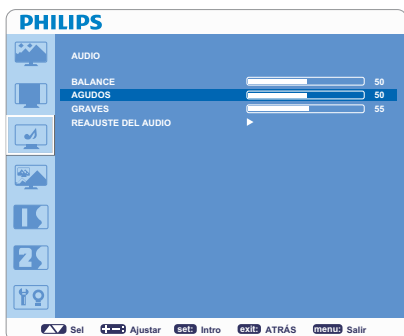 PHILIPS
AUDIO
BALANCE 50
AGUDOS 50
GRAVES 55
REAJUSTE DEL AUDIO
Sel Ajustar set: Intro exit: ATRÁS menu: Salir